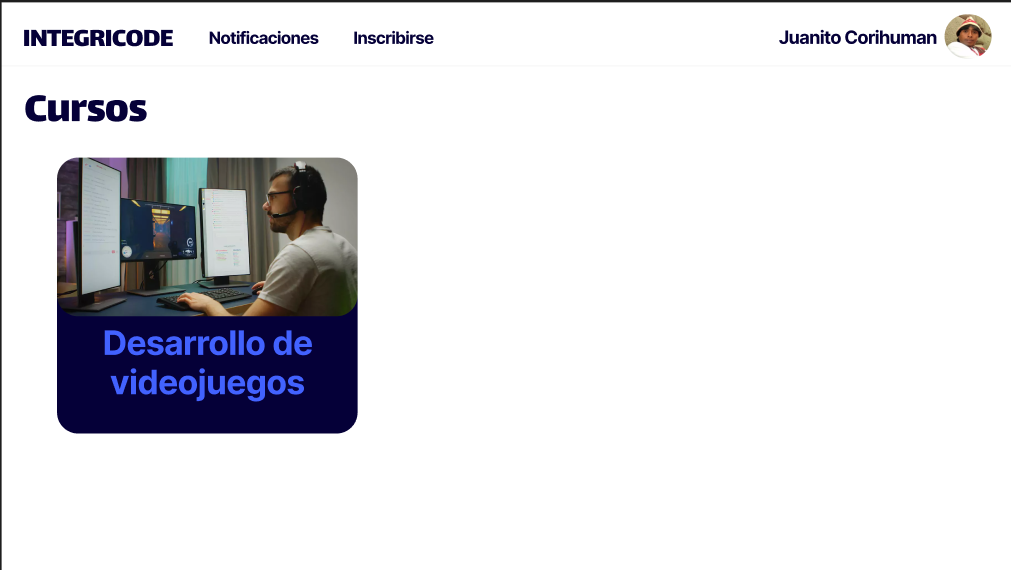 INTEGRICODE Notificaciones Inscribirse Juanito Corihuman
Cursos
Desarrollo de
videojuegos